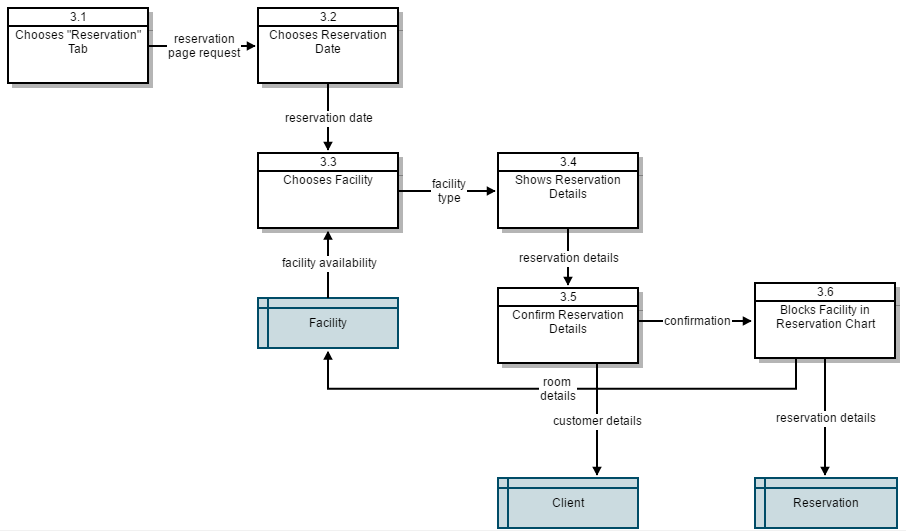 3.1
Chooses "Reservation"
Tab
reservation
page request
3.2
Chooses Reservation
Date
reservation date
3.3
Chooses Facility
facility
type
3.4
Shows Reservation
Details
facility availability
reservation details
Facility
3.5
Confirm Reservation
Details
confirmation
3.6
Blocks Facility in
Reservation Chart
room
details
customer details
reservation details
Client
Reservation